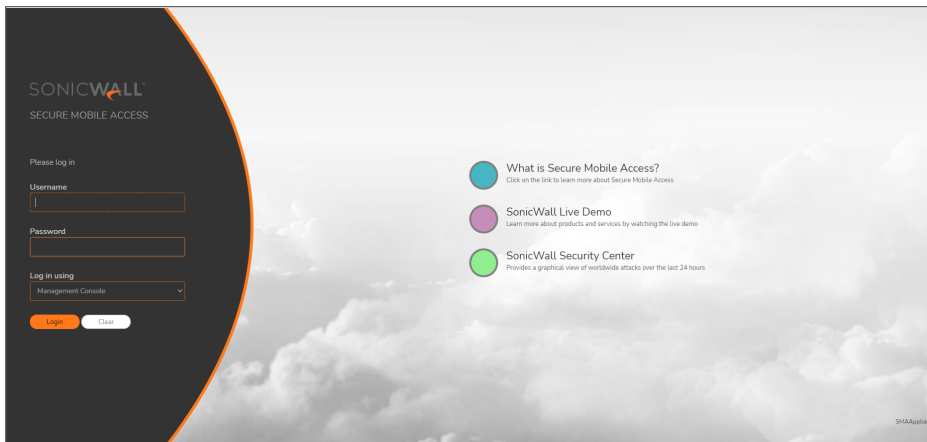 SONICWALL
SECURE MOBILE ACCESS
Please log in
Username
Password
Log in using
Management Console
Login
Clear
What is Secure Mobile Access?
Click on the link to learn more about Secure Mobile Access
SonicWall Live Demo
Learn more about products and services by watching the live demo
SonicWall Security Center
Provides a graphical view of worldwide attacks over the last 24 hours